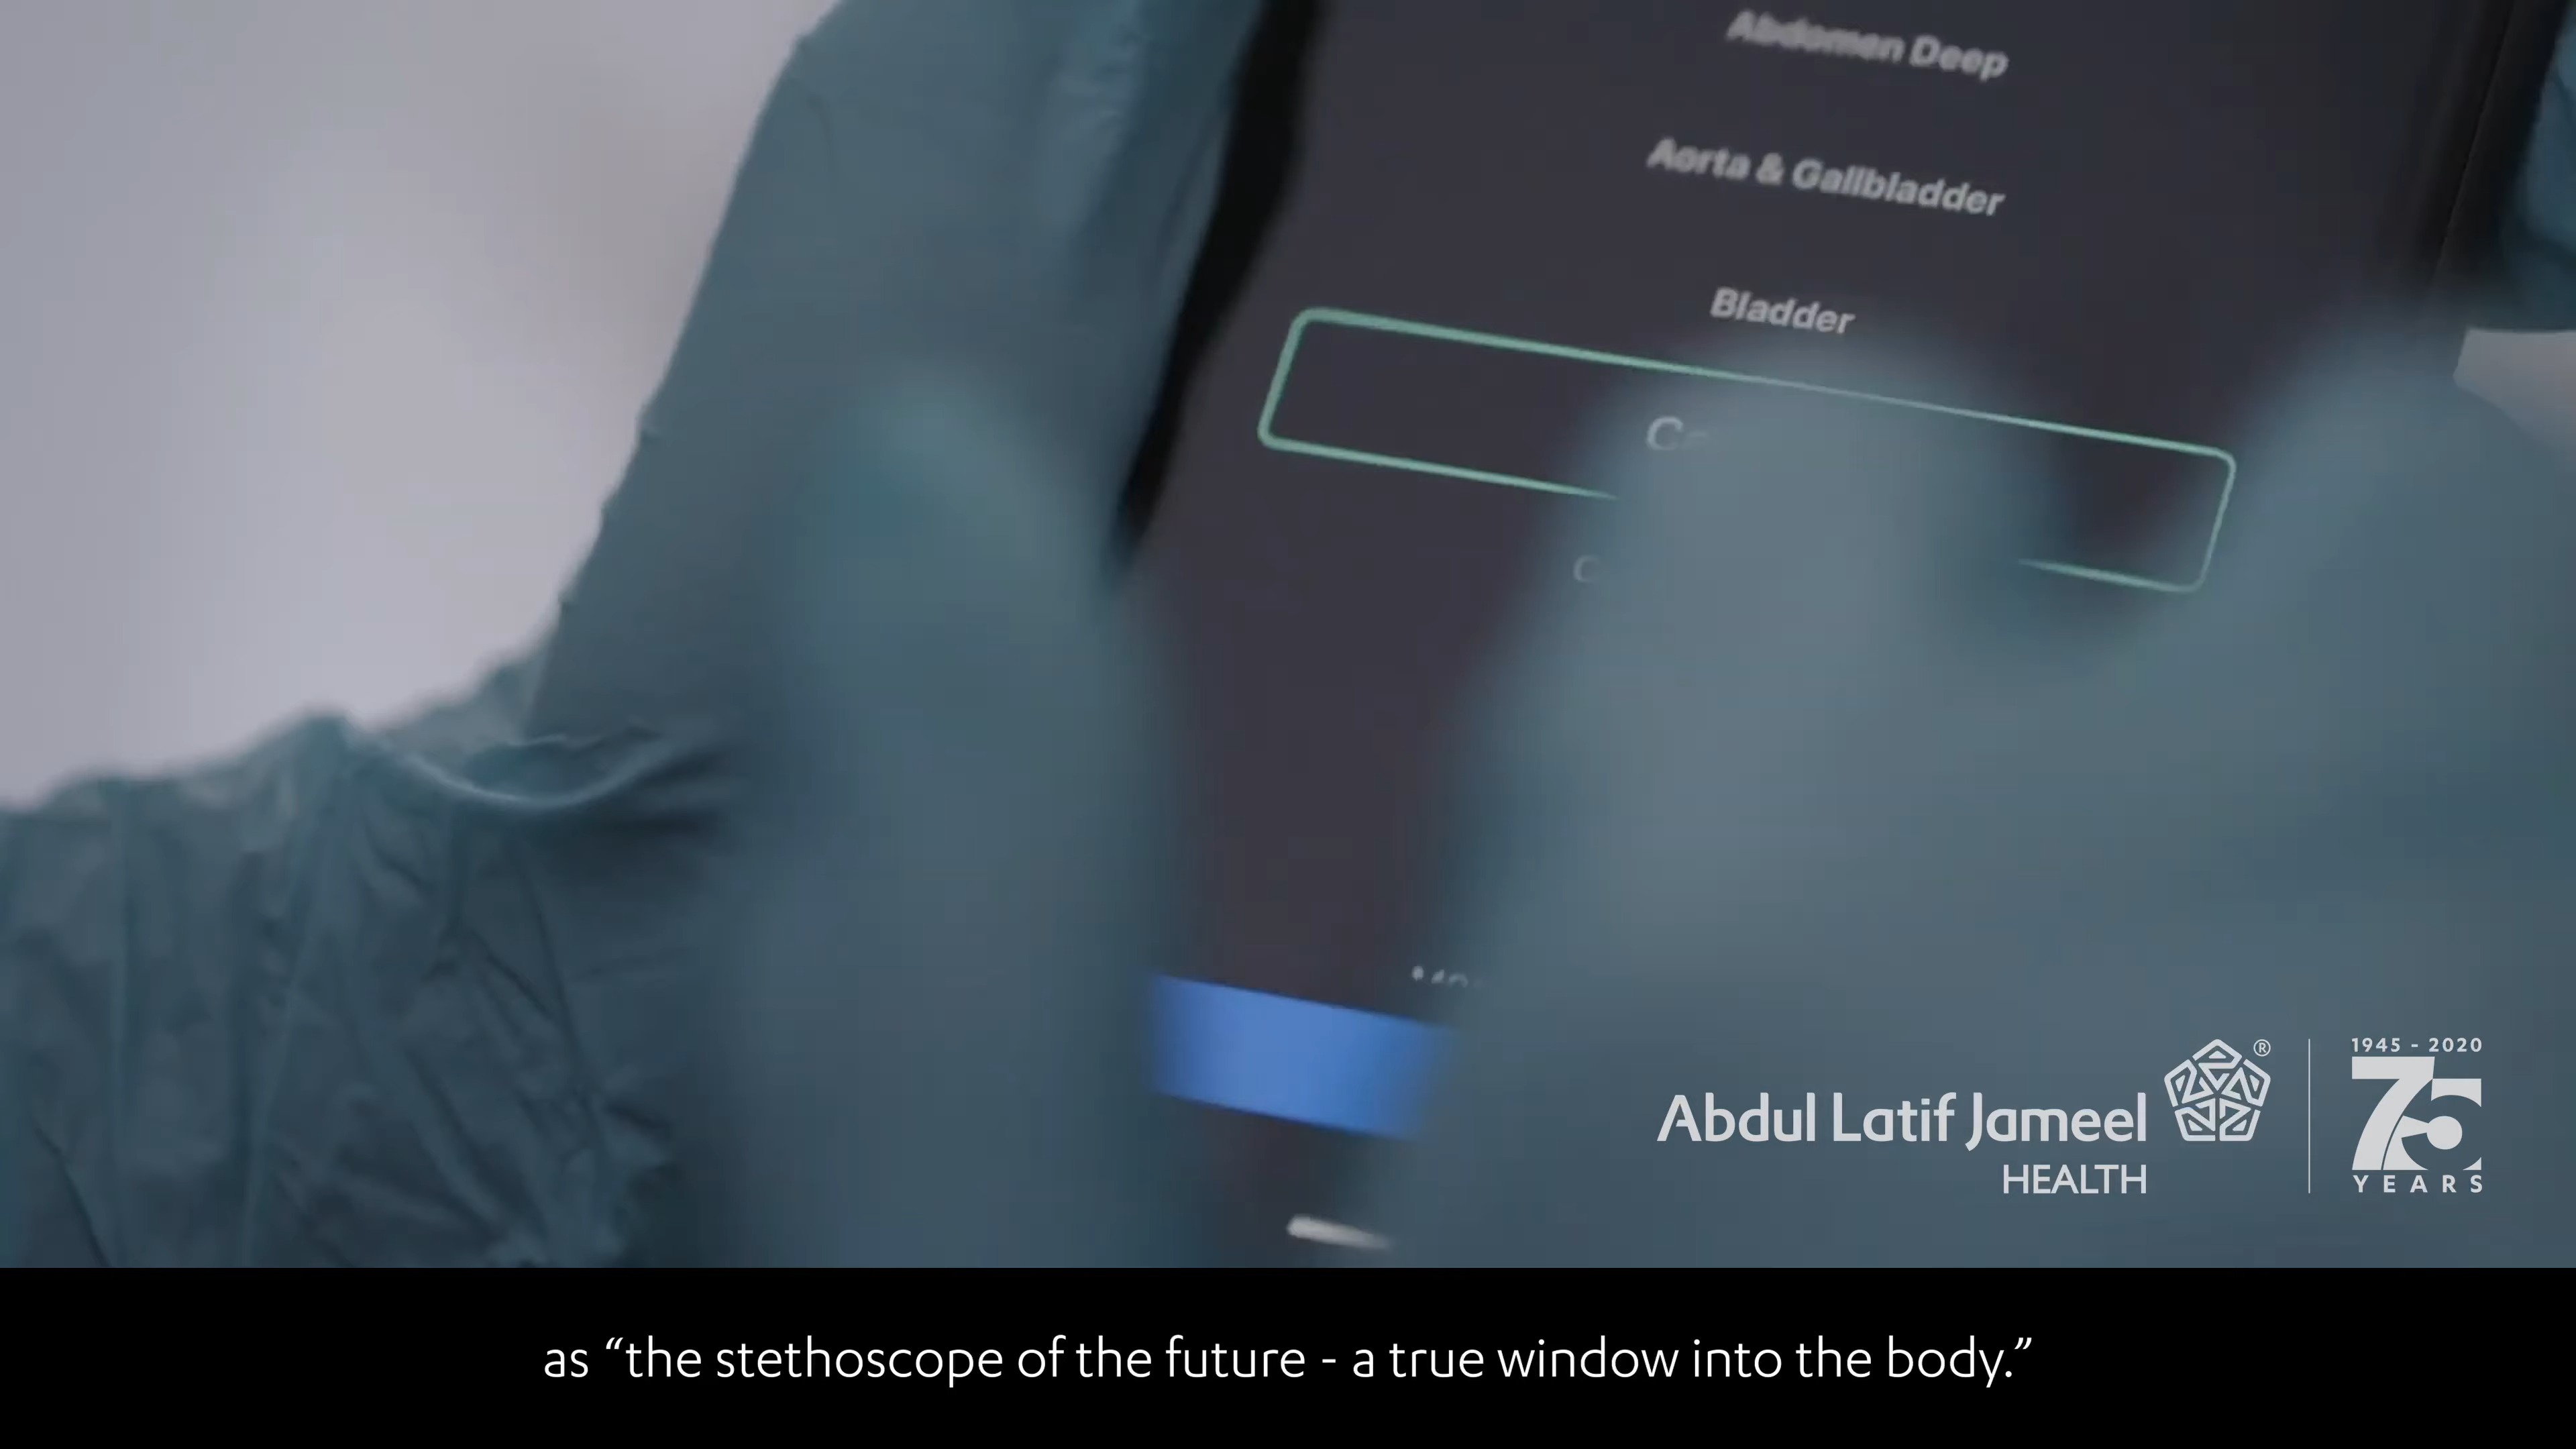 Abdomen Deep
Aorta & Gallbladder
Bladder
1945 - 2020
75
YEARS
Abdul Latif Jameel ®
HEALTH
as “the stethoscope of the future - a true window into the body.”